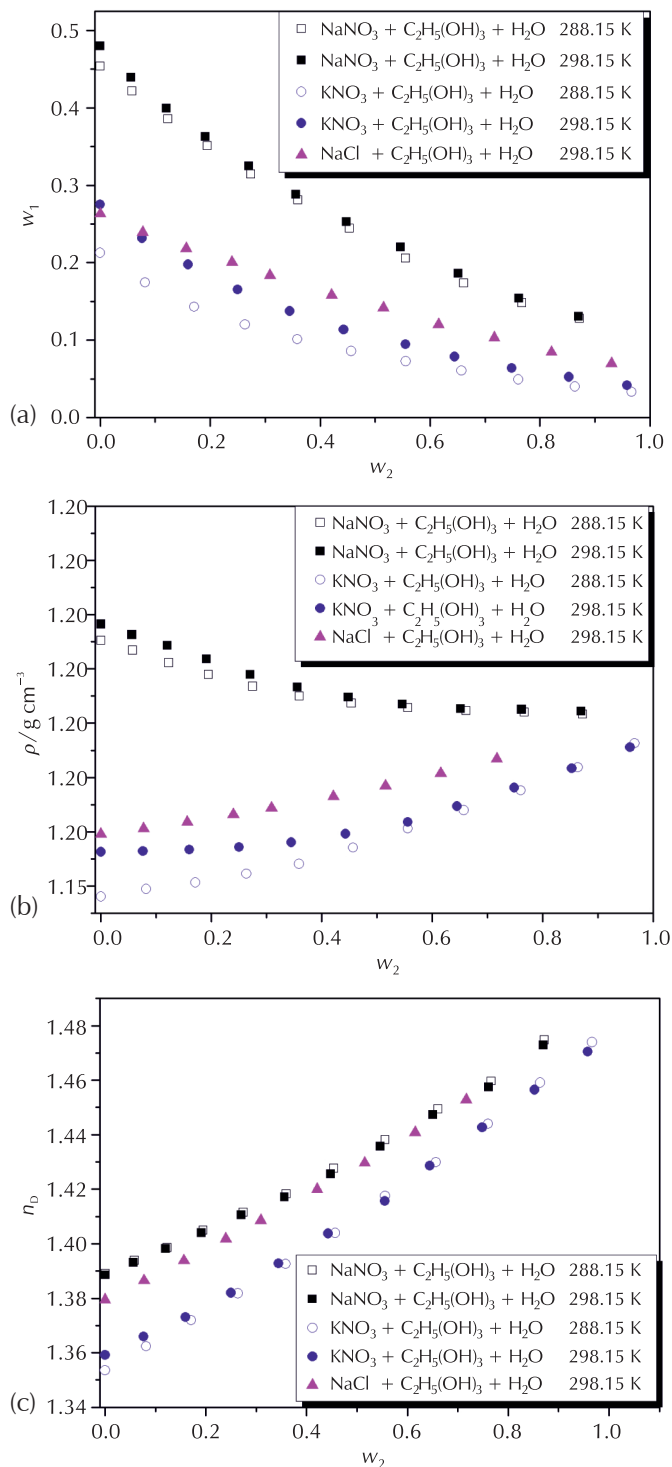 NaNO₃ + C₂H₅(OH)₃ + H₂O 288.15 K
NaNO₃ + C₂H₅(OH)₃ + H₂O 298.15 K
KNO₃ + C₂H₅(OH)₃ + H₂O 288.15 K
KNO₃ + C₂H₅(OH)₃ + H₂O 298.15 K
NaCl + C₂H₅(OH)₃ + H₂O 298.15 K
0.5
0.4
0.3
0.2
0.1
0.0
w₁
0.0 0.2 0.4 0.6 0.8 1.0
w₂
(a)
NaNO₃ + C₂H₅(OH)₃ + H₂O 288.15 K
NaNO₃ + C₂H₅(OH)₃ + H₂O 298.15 K
KNO₃ + C₂H₅(OH)₃ + H₂O 288.15 K
KNO₃ + C₂H₅(OH)₃ + H₂O 298.15 K
NaCl + C₂H₅(OH)₃ + H₂O 298.15 K
1.20
1.20
1.20
1.20
1.20
1.20
1.20
1.15
ρ/g cm⁻³
0.0 0.2 0.4 0.6 0.8 1.0
w₂
(b)
1.48
1.46
1.44
1.42
1.40
1.38
1.36
1.34
n_D
NaNO₃ + C₂H₅(OH)₃ + H₂O 288.15 K
NaNO₃ + C₂H₅(OH)₃ + H₂O 298.15 K
KNO₃ + C₂H₅(OH)₃ + H₂O 288.15 K
KNO₃ + C₂H₅(OH)₃ + H₂O 298.15 K
NaCl + C₂H₅(OH)₃ + H₂O 298.15 K
0.0 0.2 0.4 0.6 0.8 1.0
w₂
(c)